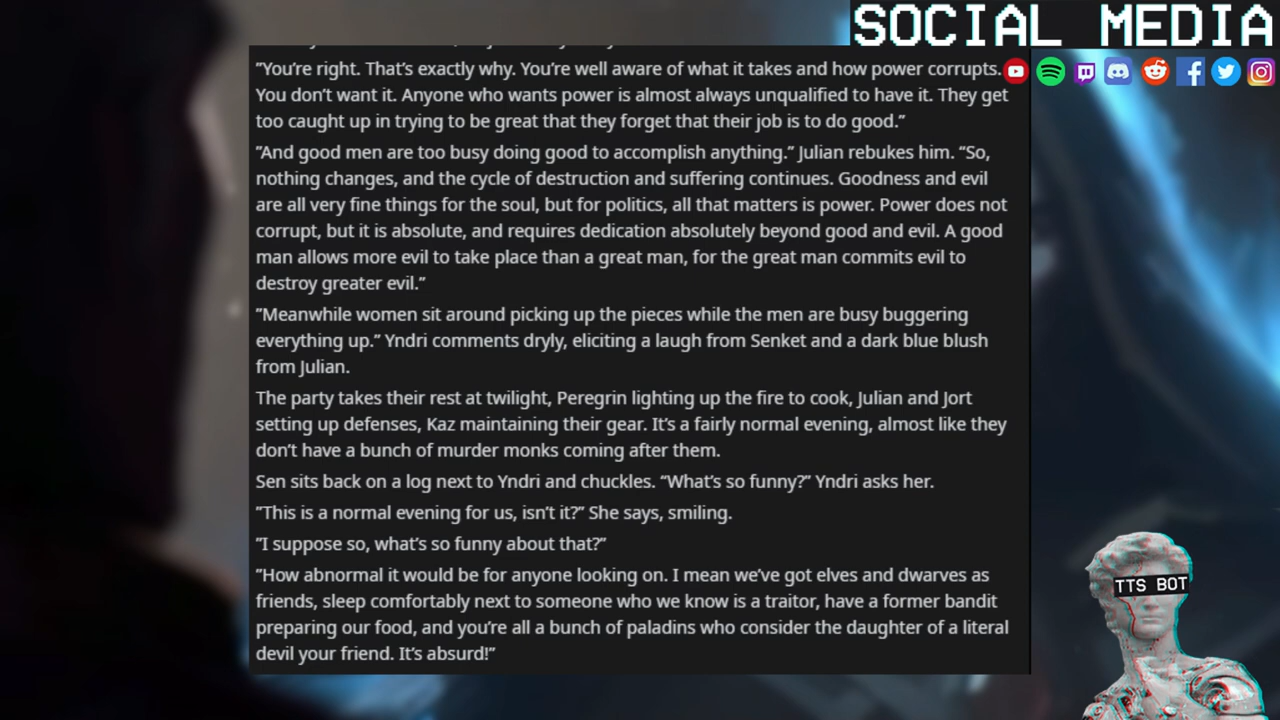 SOCIAL MEDIA
"You're right. That's exactly why. You're well aware of what it takes and how power corrupts.
You don't want it. Anyone who wants power is almost always unqualified to have it. They get
too caught up in trying to be great that they forget that their job is to do good."
"And good men are too busy doing good to accomplish anything." Julian rebukes him. "So,
nothing changes, and the cycle of destruction and suffering continues. Goodness and evil
are all very fine things for the soul, but for politics, all that matters is power. Power does not
corrupt, but it is absolute, and requires dedication absolutely beyond good and evil. A good
man allows more evil to take place than a great man, for the great man commits evil to
destroy greater evil."
"Meanwhile women sit around picking up the pieces while the men are busy buggering
everything up." Yndri comments dryly, eliciting a laugh from Senket and a dark blue blush
from Julian.
The party takes their rest at twilight, Peregrin lighting up the fire to cook, Julian and Jort
setting up defenses, Kaz maintaining their gear. It's a fairly normal evening, almost like they
don't have a bunch of murder monks coming after them.
Sen sits back on a log next to Yndri and chuckles. "What's so funny?" Yndri asks her.
"This is a normal evening for us, isn't it?" She says, smiling.
"I suppose so, what's so funny about that?"
"How abnormal it would be for anyone looking on. I mean we've got elves and dwarves as
friends, sleep comfortably next to someone who we know is a traitor, have a former bandit
preparing our food, and you're all a bunch of paladins who consider the daughter of a literal
devil your friend. It's absurd!"
TTS BOT